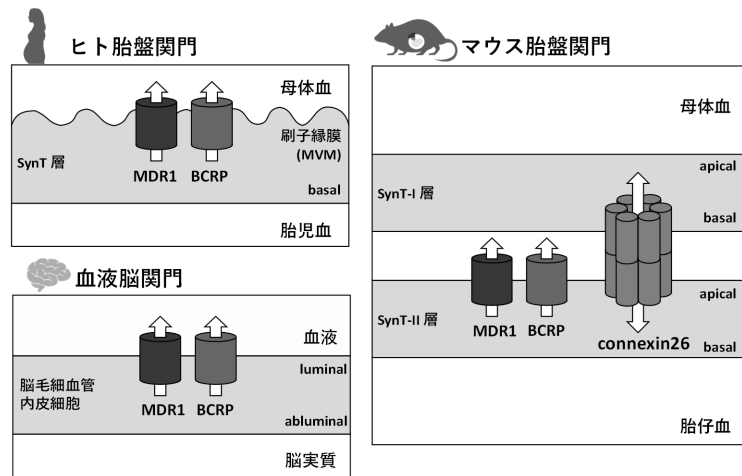 ヒト胎盤関門
母体血
刷子縁膜
(MVM)
SynT 層
MDR1 BCRP
basal
胎児血
血液脳関門
血液
luminal
脳毛細血管
内皮細胞
MDR1 BCRP
abluminal
脳実質
マウス胎盤関門
母体血
apical
SynT-I 層
basal
apical
SynT-II 層
MDR1 BCRP
connexin26
basal
胎仔血